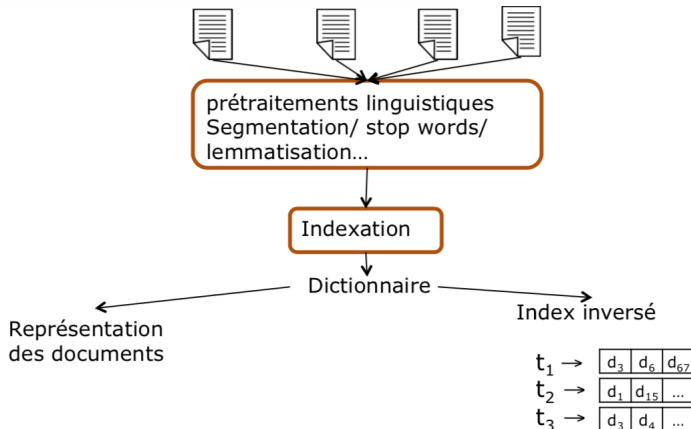 prétraitements linguistiques
Segmentation/ stop words/
lemmatisation...
Indexation
Dictionnaire
Représentation
des documents
Index inversé
t₁ → d₃ d₆ d₆₇
t₂ → d₁ d₁₅ ...
t₃ → d₃ d₄ ...